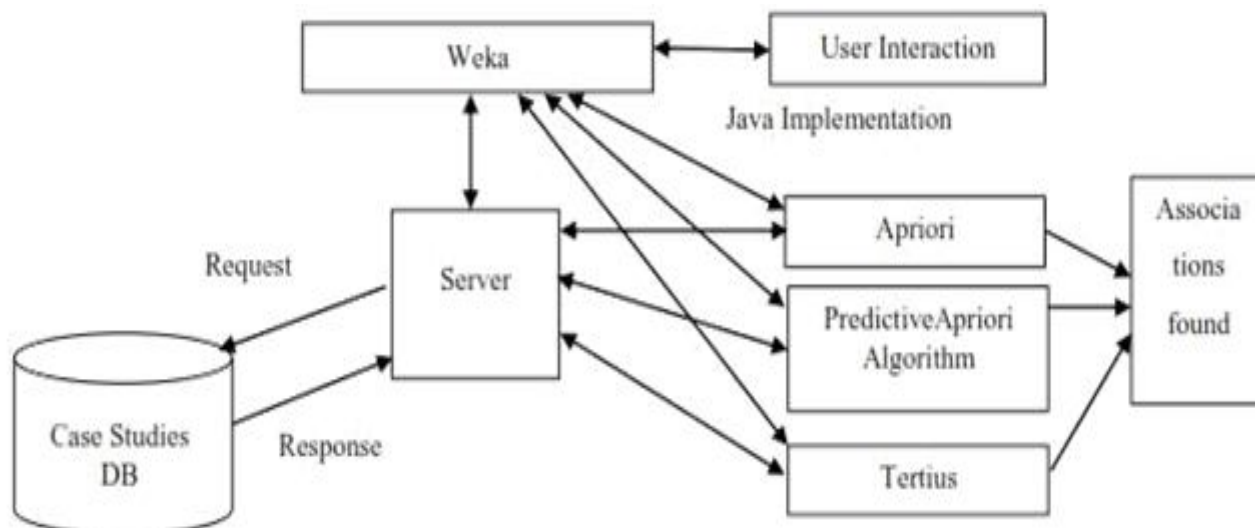 Weka
User Interaction
Java Implementation
Apriori
Associa
tions
found
Request
Server
PredictiveApriori
Algorithm
Case Studies
DB
Response
Tertius